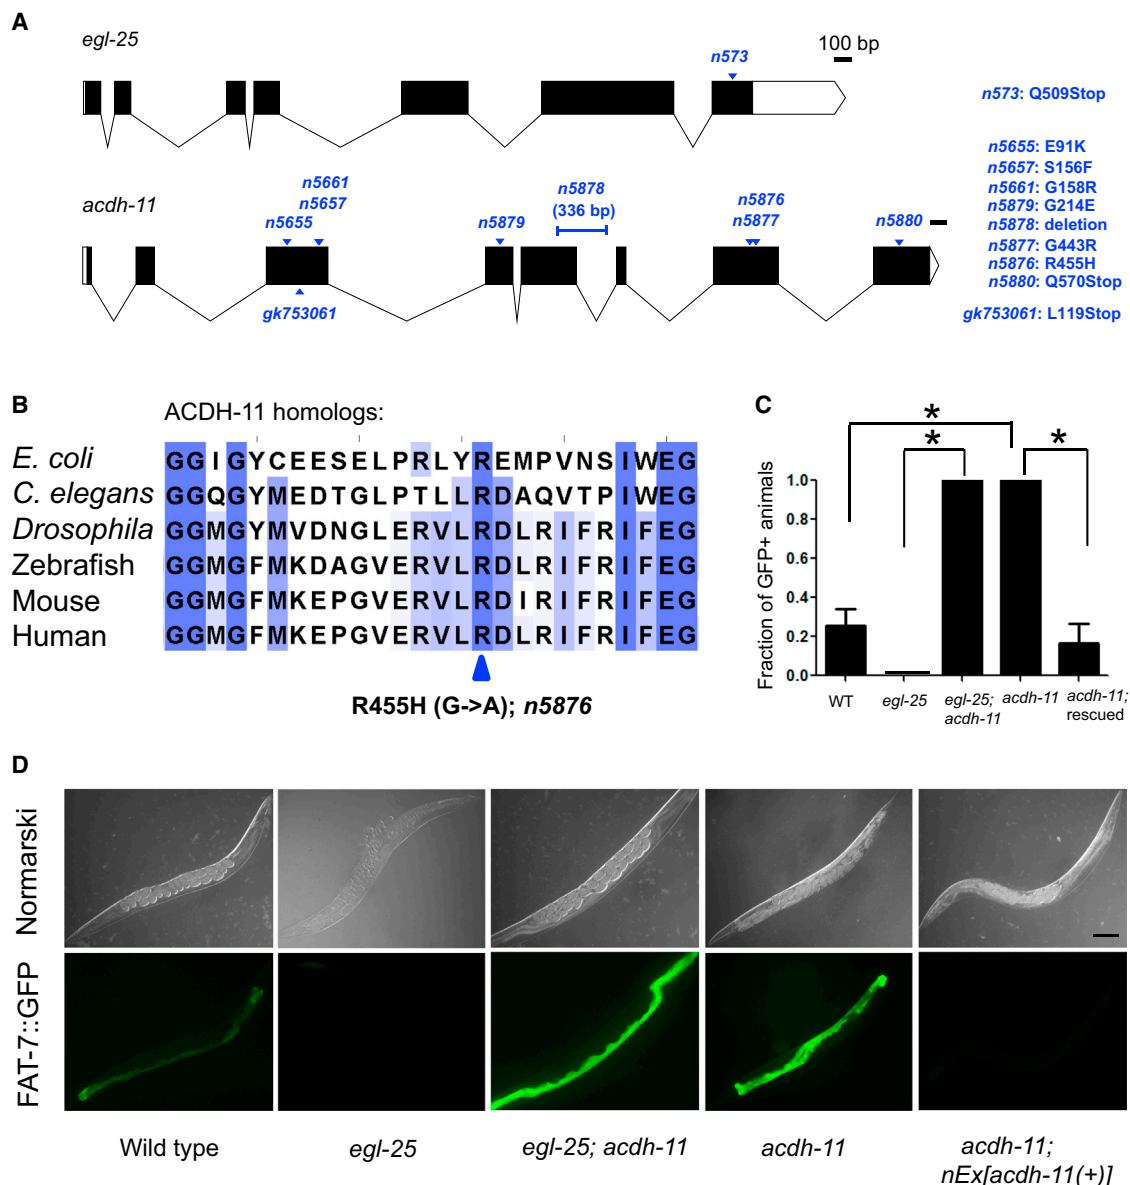 A
egl-25
n573
100 bp
n573: Q509Stop
acdh-11
n5661
n5657
n5655
n5879
n5878
(336 bp)
n5876
n5877
n5880
gk753061
n5655: E91K
n5657: S156F
n5661: G158R
n5879: G214E
n5878: deletion
n5877: G443R
n5876: R455H
n5880: Q570Stop
gk753061: L119Stop
B
ACDH-11 homologs:
E. coli GGIGYCEESELPRLYREMPVNSIWEG
C. elegans GGQGYMEDTGLPTLLRDAQVTPIWEG
Drosophila GGMGYMVDNGLERVLRDLRIFRIFEG
Zebrafish GGMGFMKDAGVERVLRDLRIFRIFEG
Mouse GGMGFMKEPGVERVLRDIRIFRIFEG
Human GGMGFMKEPGVERVLRDLRIFRIFEG
R455H (G->A); n5876
C
*
*
*
Fraction of GFP+ animals
1.0
0.8
0.6
0.4
0.2
0.0
WT
egl-25
egl-25;
acdh-11
acdh-11
acdh-11;
rescued
D
Normarski
FAT-7::GFP
Wild type
egl-25
egl-25; acdh-11
acdh-11
acdh-11;
nEx[acdh-11(+)]